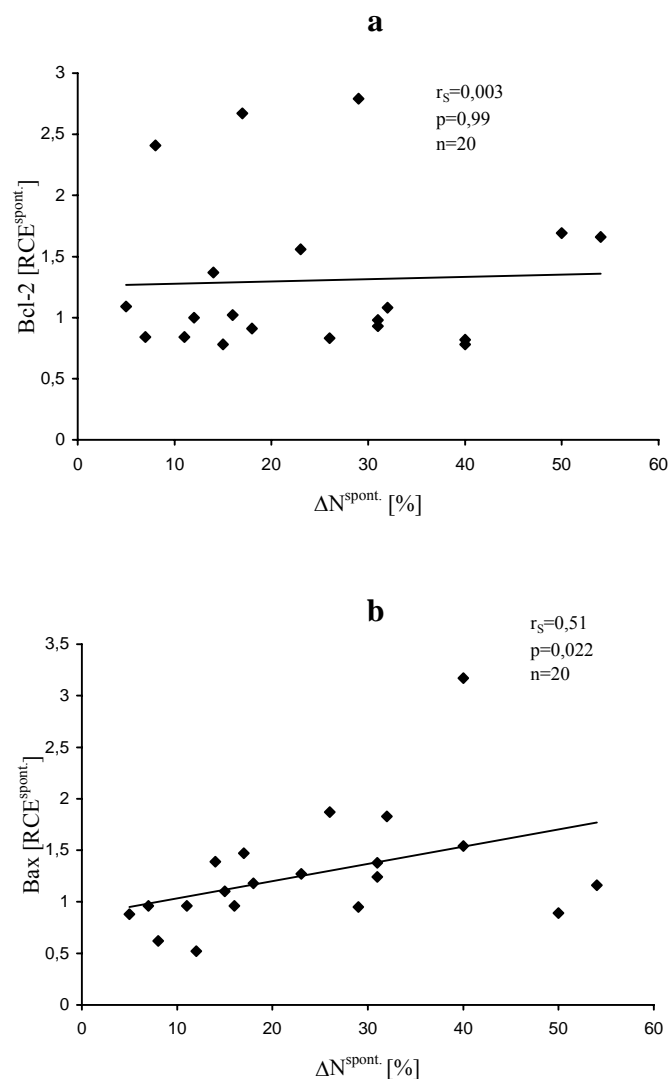 a
r_S=0,003
p=0,99
n=20
3
2,5
2
1,5
1
0,5
0
Bcl-2 [RCE^spont.]
0 10 20 30 40 50 60
ΔN^spont. [%]
b
r_S=0,51
p=0,022
n=20
3,5
3
2,5
2
1,5
1
0,5
0
Bax [RCE^spont.]
0 10 20 30 40 50 60
ΔN^spont. [%]